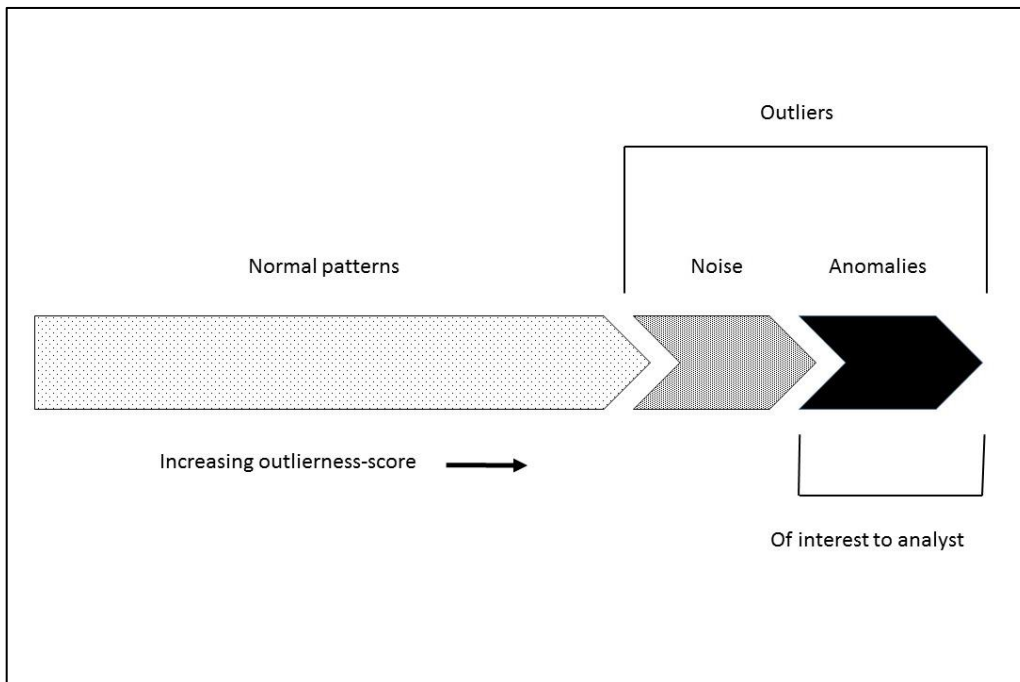 Outliers
Normal patterns
Noise
Anomalies
Increasing outlierness-score
Of interest to analyst